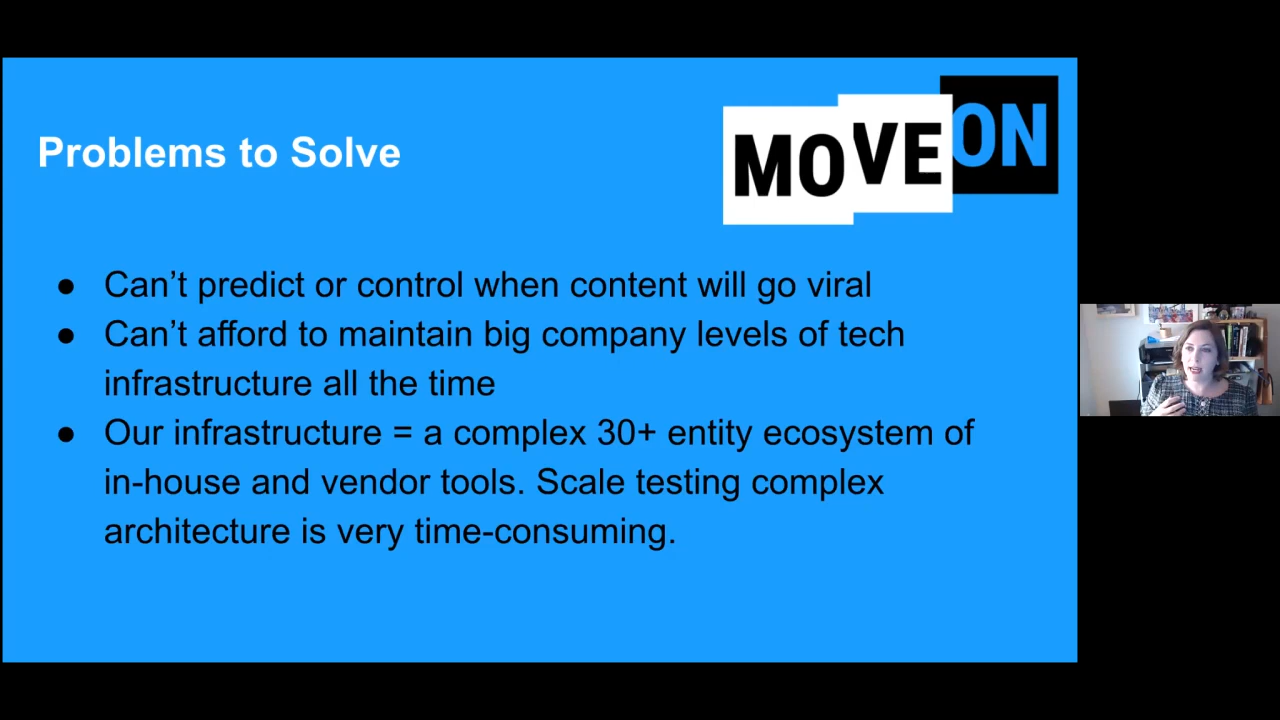 MOVEON
Problems to Solve
● Can’t predict or control when content will go viral
● Can’t afford to maintain big company levels of tech
infrastructure all the time
● Our infrastructure = a complex 30+ entity ecosystem of
in-house and vendor tools. Scale testing complex
architecture is very time-consuming.